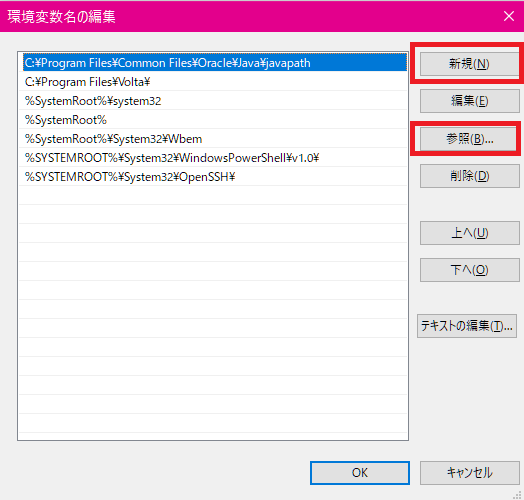 環境変数名の編集
C:¥Program Files¥Common Files¥Oracle¥Java¥javapath
C:¥Program Files¥Volta¥
%SystemRoot%¥system32
%SystemRoot%
%SystemRoot%¥System32¥Wbem
%SYSTEMROOT%¥System32¥WindowsPowerShell¥v1.0¥
%SYSTEMROOT%¥System32¥OpenSSH¥
新規(N)
編集(E)
参照(B)...
削除(D)
上へ(U)
下へ(O)
テキストの編集(T)...
OK
キャンセル